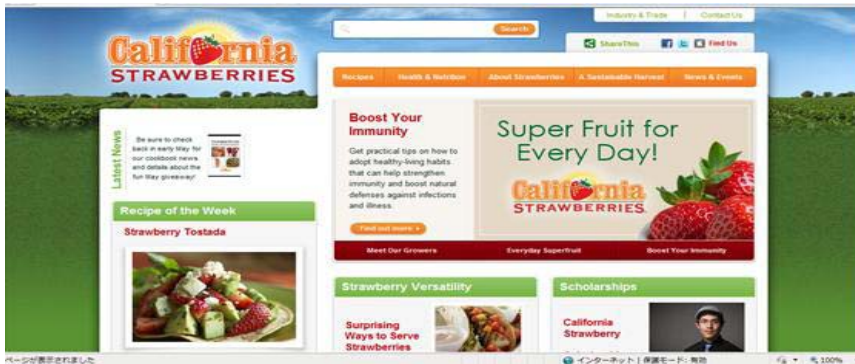 Industry & Trade | Contact Us
Search
ShareThis
Find Us
California
STRAWBERRIES
Recipes
Health & Nutrition
About Strawberries
A Sustainable Harvest
News & Events
Latest News
Be sure to check
back in early May for
our cookbook news
and details about the
fun May giveaway!
Boost Your
Immunity
Get practical tips on how to
adopt healthy-living habits
that can help strengthen
immunity and boost natural
defenses against infections
and illness.
Find out more
Super Fruit for
Every Day!
California
STRAWBERRIES
Meet Our Growers
Everyday Superfruit
Boost Your Immunity
Recipe of the Week
Strawberry Tostada
Strawberry Versatility
Surprising
Ways to Serve
Strawberries
Scholarships
California
Strawberry
ページが表示されました
インターネット | 保護モード: 有効
100%